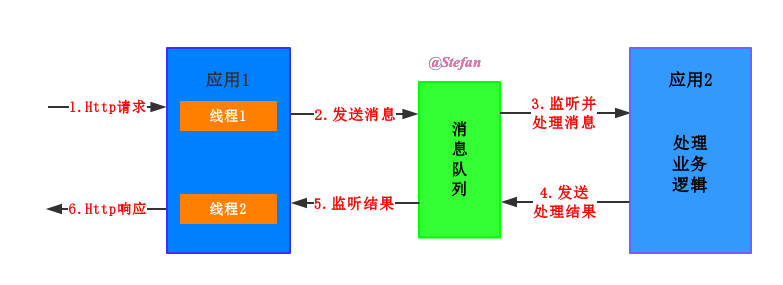 @Stefan
应用1
应用2
1.Http请求
线程1
2.发送消息
3.监听并
处理消息
消
息
队
列
处理
业务
逻辑
6.Http响应
线程2
5.监听结果
4.发送
处理结果